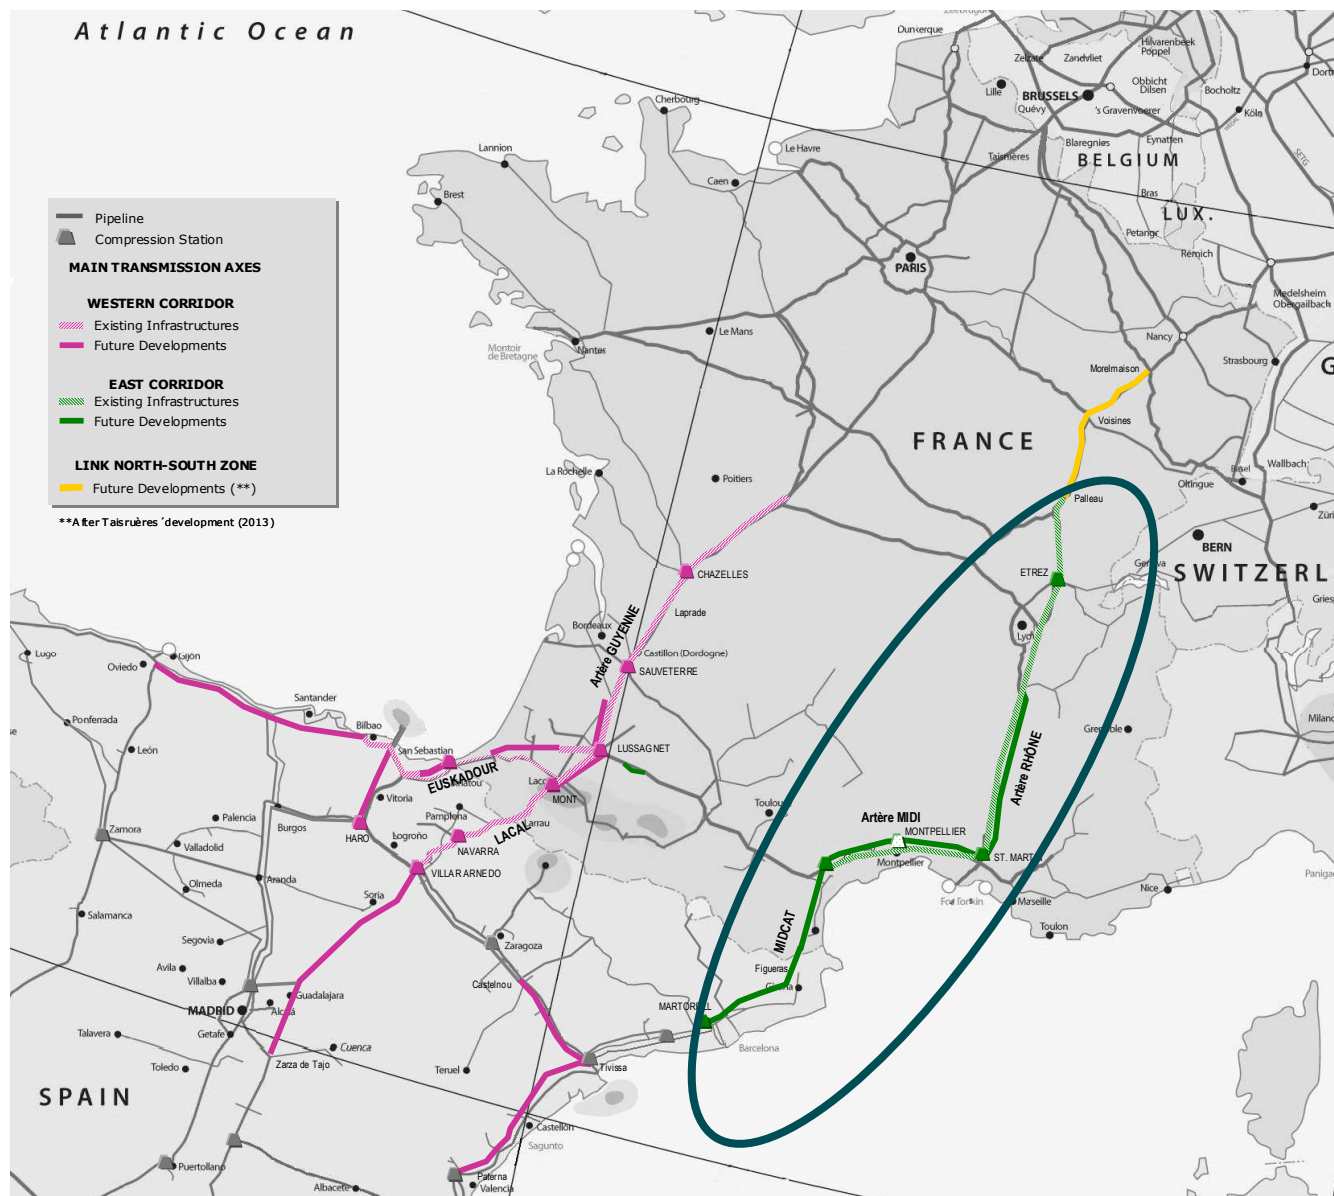 Atlantic Ocean
Pipeline
Compression Station
MAIN TRANSMISSION AXES
WESTERN CORRIDOR
Existing Infrastructures
Future Developments
EAST CORRIDOR
Existing Infrastructures
Future Developments
LINK NORTH-SOUTH ZONE
Future Developments (**)
**After Taisruères ´development (2013)
Dunkerque
Zelzate
Zandvliet
Hilvarenbeek
Poppel
Obbicht
Dilsen
Bocholtz
Lille
BRUSSELS
Quévy
's Gravenvoerer
Köln
Cherbourg
Le Havre
Lannion
Caen
Brest
Taisnières
Blaregnies
Eynatten
BELGIUM
SETG
Bras
LUX.
Petange
Remich
PARIS
Medelsheim
Obergailbach
Le Mans
Nancy
Strasbourg
Montoir
de Bretagne
Nantes
Morelmaison
Voisines
FRANCE
La Rochelle
Poitiers
Basel
Wallbach
Oltingue
Palleau
BERN
SWITZERL
CHAZELLES
ETREZ
Geneva
Laprade
Artère GUYENNE
Bordeaux
Castillon (Dordogne)
SAUVETERRE
Lyon
Lugo
Oviedo
Gijón
Santander
Bilbao
Ponferrada
León
San Sebastian
LUSSAGNET
EUSKADOUR
MONT
Grenoble
Artère RHÔNE
Vitoria
Pamplona
Larrau
LACAL
Palencia
Burgos
HARO
Logroño
NAVARRA
Zamora
Valladolid
VILLAR ARNEDO
Toulouse
Artère MIDI
MONTPELLIER
Montpellier
ST. MARTIN
Olmeda
Aranda
Soria
Salamanca
Segovia
Zaragoza
Castelnou
MIDCAT
Fos Tonkin
Marseille
Nice
Toulon
Avila
Villalba
Guadalajara
MADRID
Alcalá
Figueras
Girona
MARTORELL
Barcelona
Talavera
Getafe
Cuenca
Toledo
Zarza de Tajo
Teruel
Tivissa
SPAIN
Castellón
Sagunto
Puertollano
Albacete
Paterna
Valencia